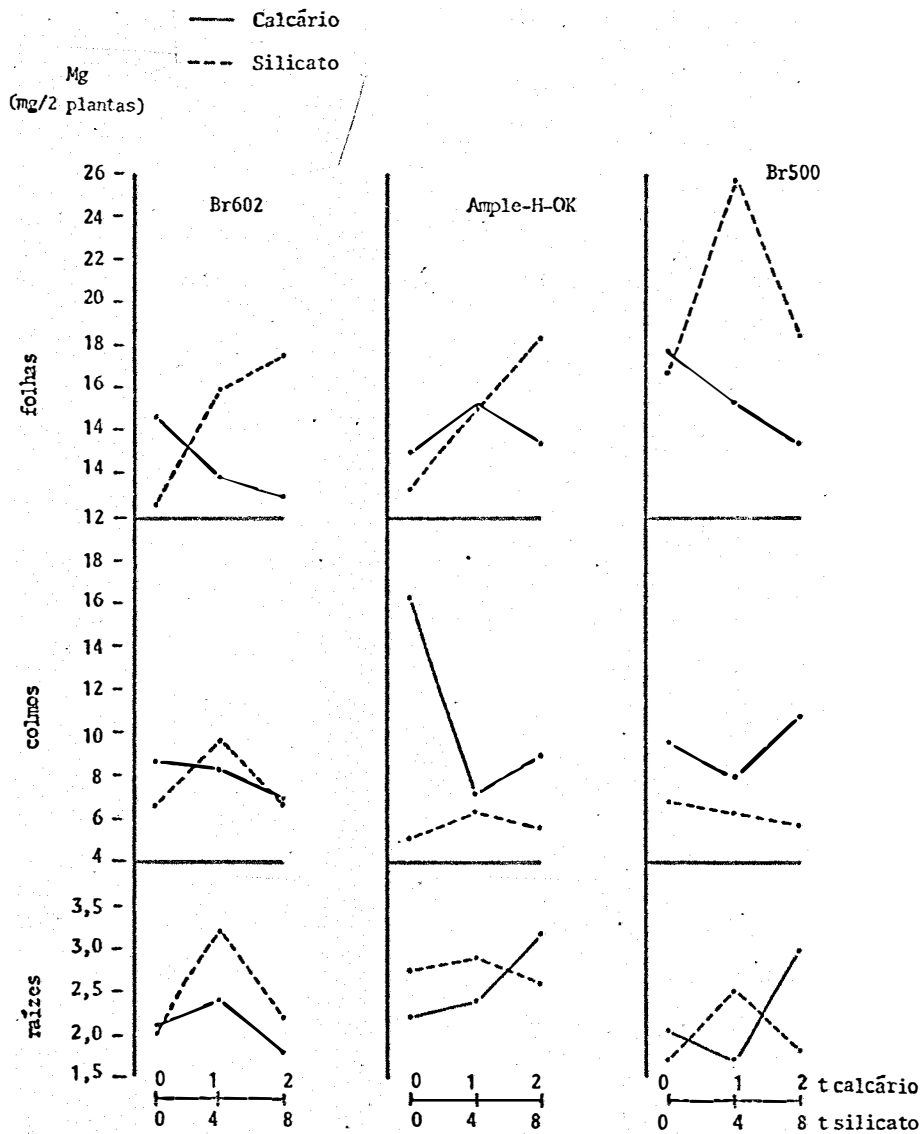 Calcário
Silicato
Mg
(mg/2 plantas)
Br602
Ample-H-OK
Br500
folhas
26
24
22
20
18
16
14
14
12
colmos
18
16
14
12
10
8
6
4
raízes
3,5
3,0
2,5
2,0
1,5
0 1 2 0 1 2 0 1 2 t calcário
0 4 8 0 4 8 0 4 8 t silicato